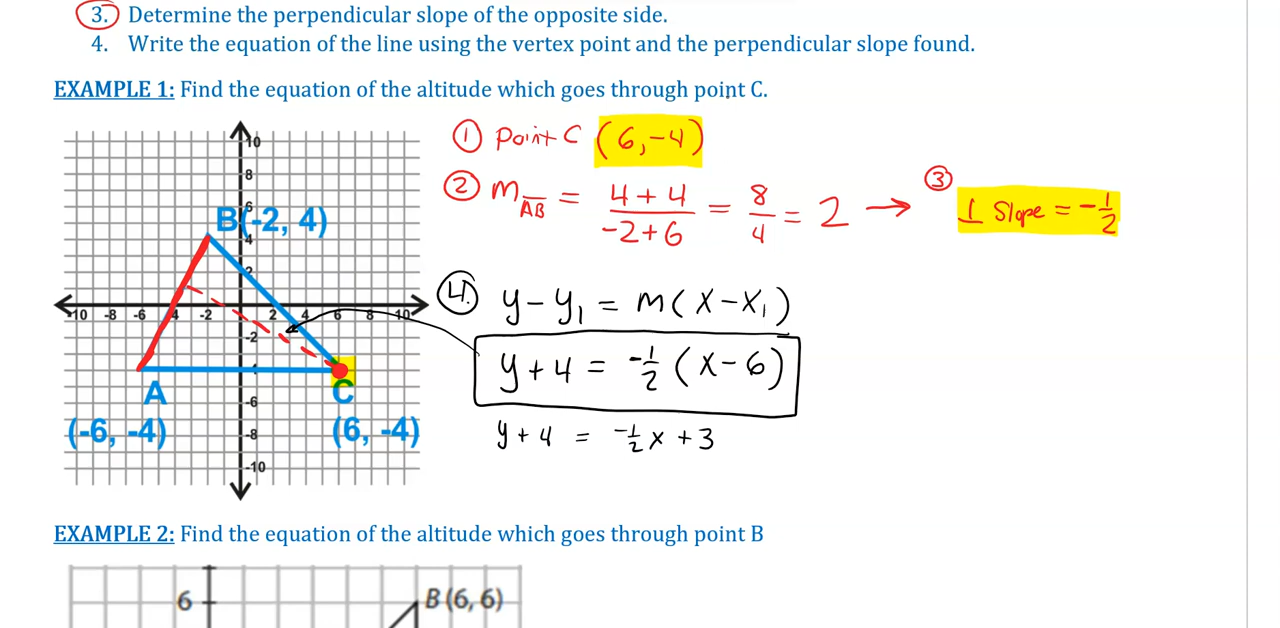 3. Determine the perpendicular slope of the opposite side.
4. Write the equation of the line using the vertex point and the perpendicular slope found.
EXAMPLE 1: Find the equation of the altitude which goes through point C.
① Point C (6,-4)
② m AB = 4+4 / -2+6 = 8/4 = 2 →
③
⊥ Slope = -1/2
10
8
6
B(-2, 4)
4
2
10 -8 -6 4 -2 2 4 6 8 10
-2
4
-6
-8
-10
A
(-6, -4)
C
(6, -4)
4. y-y₁ = m(x-x₁)
y+4 = -1/2 (x-6)
y+4 = -1/2 x +3
EXAMPLE 2: Find the equation of the altitude which goes through point B
6
B (6, 6)